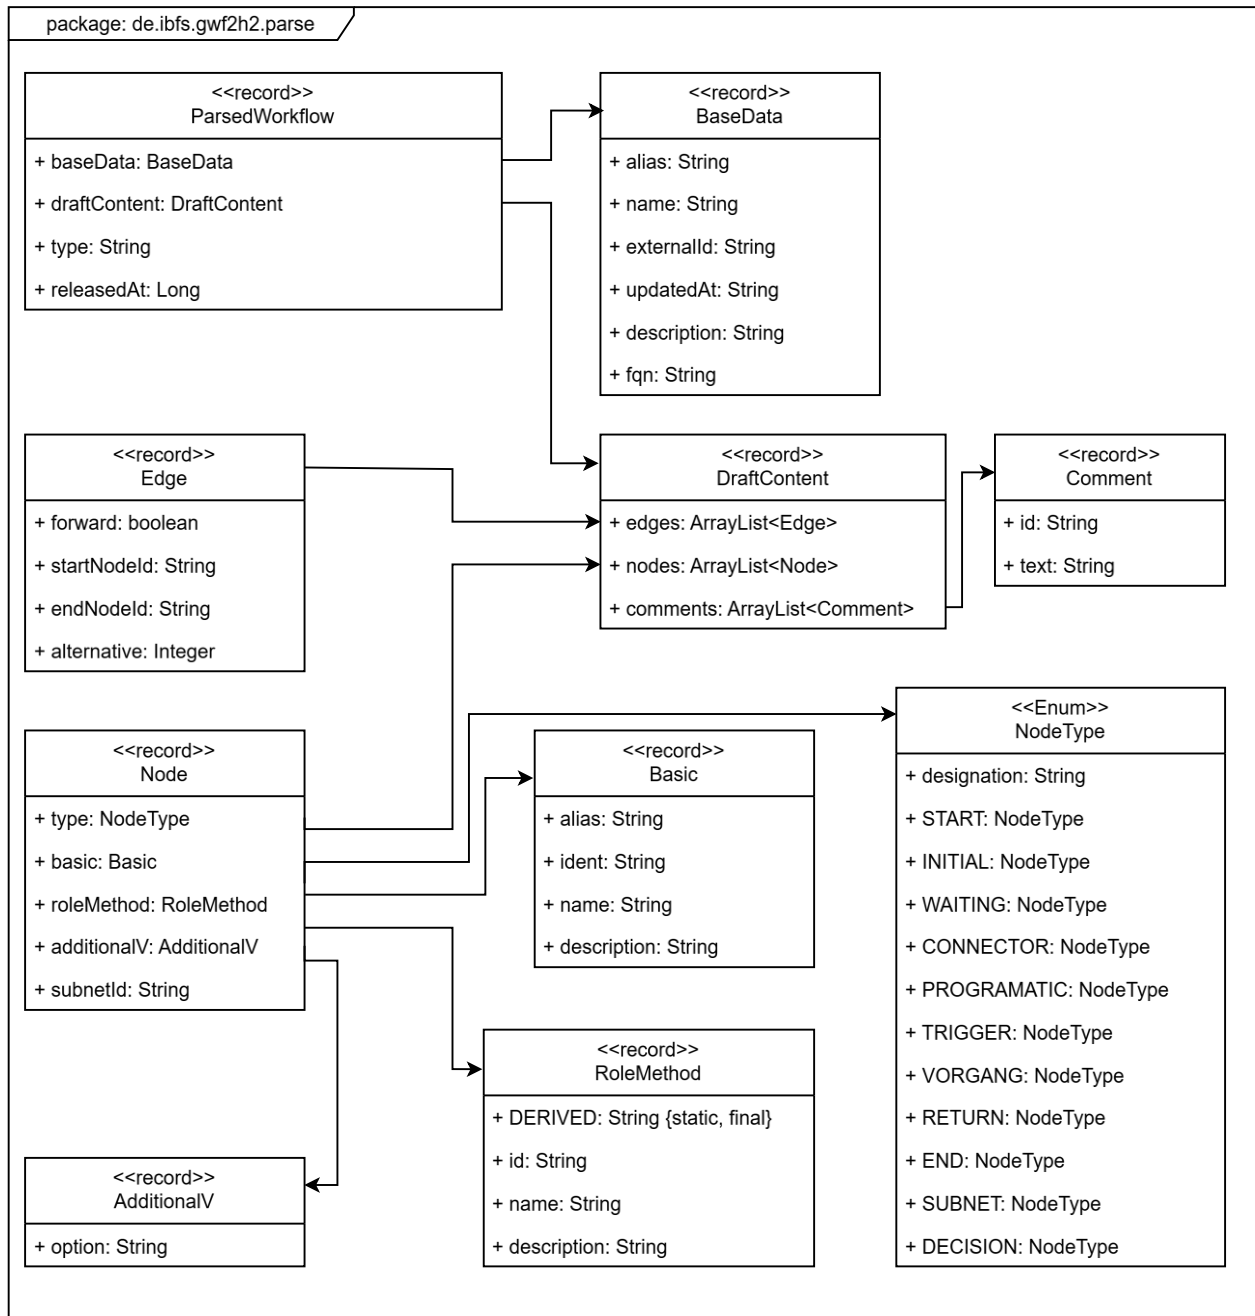 package: de.ibfs.gwf2h2.parse
<<record>>
ParsedWorkflow
+ baseData: BaseData
+ draftContent: DraftContent
+ type: String
+ releasedAt: Long
<<record>>
BaseData
+ alias: String
+ name: String
+ externalId: String
+ updatedAt: String
+ description: String
+ fqn: String
<<record>>
Edge
+ forward: boolean
+ startNodeId: String
+ endNodeId: String
+ alternative: Integer
<<record>>
DraftContent
+ edges: ArrayList<Edge>
+ nodes: ArrayList<Node>
+ comments: ArrayList<Comment>
<<record>>
Comment
+ id: String
+ text: String
<<record>>
Node
+ type: NodeType
+ basic: Basic
+ roleMethod: RoleMethod
+ additionalV: AdditionalV
+ subnetId: String
<<record>>
Basic
+ alias: String
+ ident: String
+ name: String
+ description: String
<<Enum>>
NodeType
+ designation: String
+ START: NodeType
+ INITIAL: NodeType
+ WAITING: NodeType
+ CONNECTOR: NodeType
+ PROGRAMATIC: NodeType
+ TRIGGER: NodeType
+ VORGANG: NodeType
+ RETURN: NodeType
+ END: NodeType
+ SUBNET: NodeType
+ DECISION: NodeType
<<record>>
RoleMethod
+ DERIVED: String {static, final}
+ id: String
+ name: String
+ description: String
<<record>>
AdditionalV
+ option: String